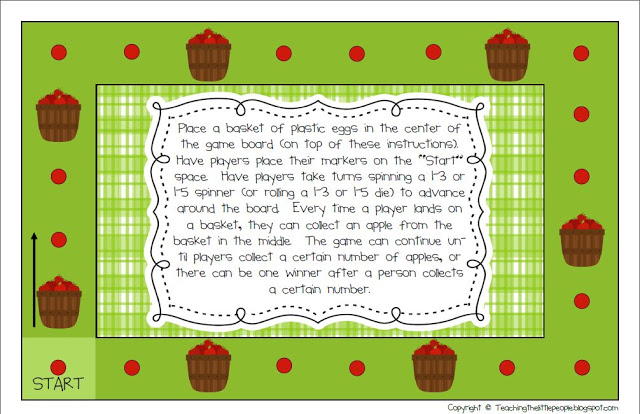 Place a basket of plastic eggs in the center of
the game board (on top of these instructions).
Have players place their markers on the "Start"
space. Have players take turns spinning a 1-3 or
1-5 spinner (or rolling a 1-3 or 1-5 die) to advance
around the board. Every time a player lands on
a basket, they can collect an apple from the
basket in the middle. The game can continue un-
til players collect a certain number of apples, or
there can be one winner after a person collects
a certain number.
START
Copyright © Teachingthelittlepeople.blogspot.com